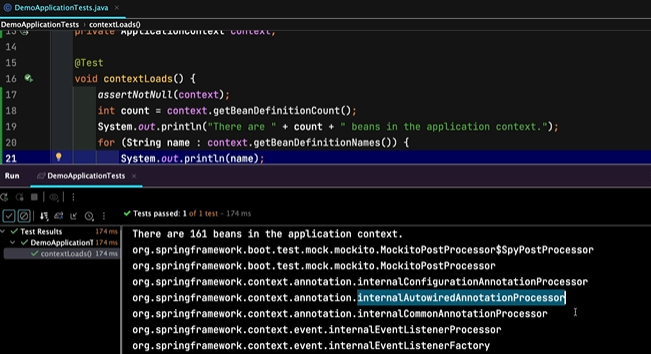 DemoApplicationTests.java ×
DemoApplicationTests › contextLoads()
13 private ApplicationContext context;
14
15 @Test
16 void contextLoads() {
17 assertNotNull(context);
18 int count = context.getBeanDefinitionCount();
19 System.out.println("There are " + count + " beans in the application context.");
20 for (String name : context.getBeanDefinitionNames()) {
21 System.out.println(name);
Run DemoApplicationTests ×
Tests passed: 1 of 1 test – 174 ms
Test Results 174 ms
DemoApplicationT 174 ms
contextLoads() 174 ms
There are 161 beans in the application context.
org.springframework.boot.test.mock.mockito.MockitoPostProcessor$SpyPostProcessor
org.springframework.boot.test.mock.mockito.MockitoPostProcessor
org.springframework.context.annotation.internalConfigurationAnnotationProcessor
org.springframework.context.annotation.internalAutowiredAnnotationProcessor
org.springframework.context.annotation.internalCommonAnnotationProcessor
org.springframework.context.event.internalEventListenerProcessor
org.springframework.context.event.internalEventListenerFactory